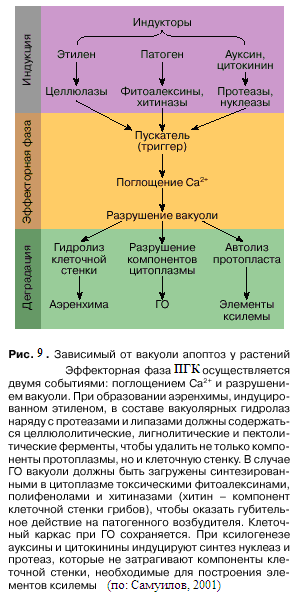 Индукция
Индукторы
Этилен Патоген Ауксин, цитокинин
Целлюлазы Фитоалексины, хитиназы Протеазы, нуклеазы
Эффекторная фаза
Пускатель
(триггер)
Поглощение Ca²⁺
Разрушение вакуоли
Деградация
Гидролиз клеточной стенки Разрушение компонентов цитоплазмы Автолиз протопласта
Аэренхима ГО Элементы ксилемы
Рис. 9. Зависимый от вакуоли апоптоз у растений
Эффекторная фаза ПГК осуществляется
двумя событиями: поглощением Ca²⁺ и разрушени-
ем вакуоли. При образовании аэренхимы, индуциро-
ванном этиленом, в составе вакуолярных гидролаз
наряду с протеазами и липазами должны содержать-
ся целлюлолитические, лигнолитические и пектоли-
тические ферменты, чтобы удалить не только компо-
ненты протоплазмы, но и клеточную стенку. В случае
ГО вакуоли должны быть загружены синтезирован-
ными в цитоплазме токсическими фитоалексинами,
полифенолами и хитиназами (хитин – компонент
клеточной стенки грибов), чтобы оказать губитель-
ное действие на патогенного возбудителя. Клеточ-
ный каркас при ГО сохраняется. При ксилогенезе
ауксины и цитокинины индуцируют синтез нуклеаз и
протеаз, которые не затрагивают компоненты кле-
точной стенки, необходимые для построения эле-
ментов ксилемы (по: Самуилов, 2001)